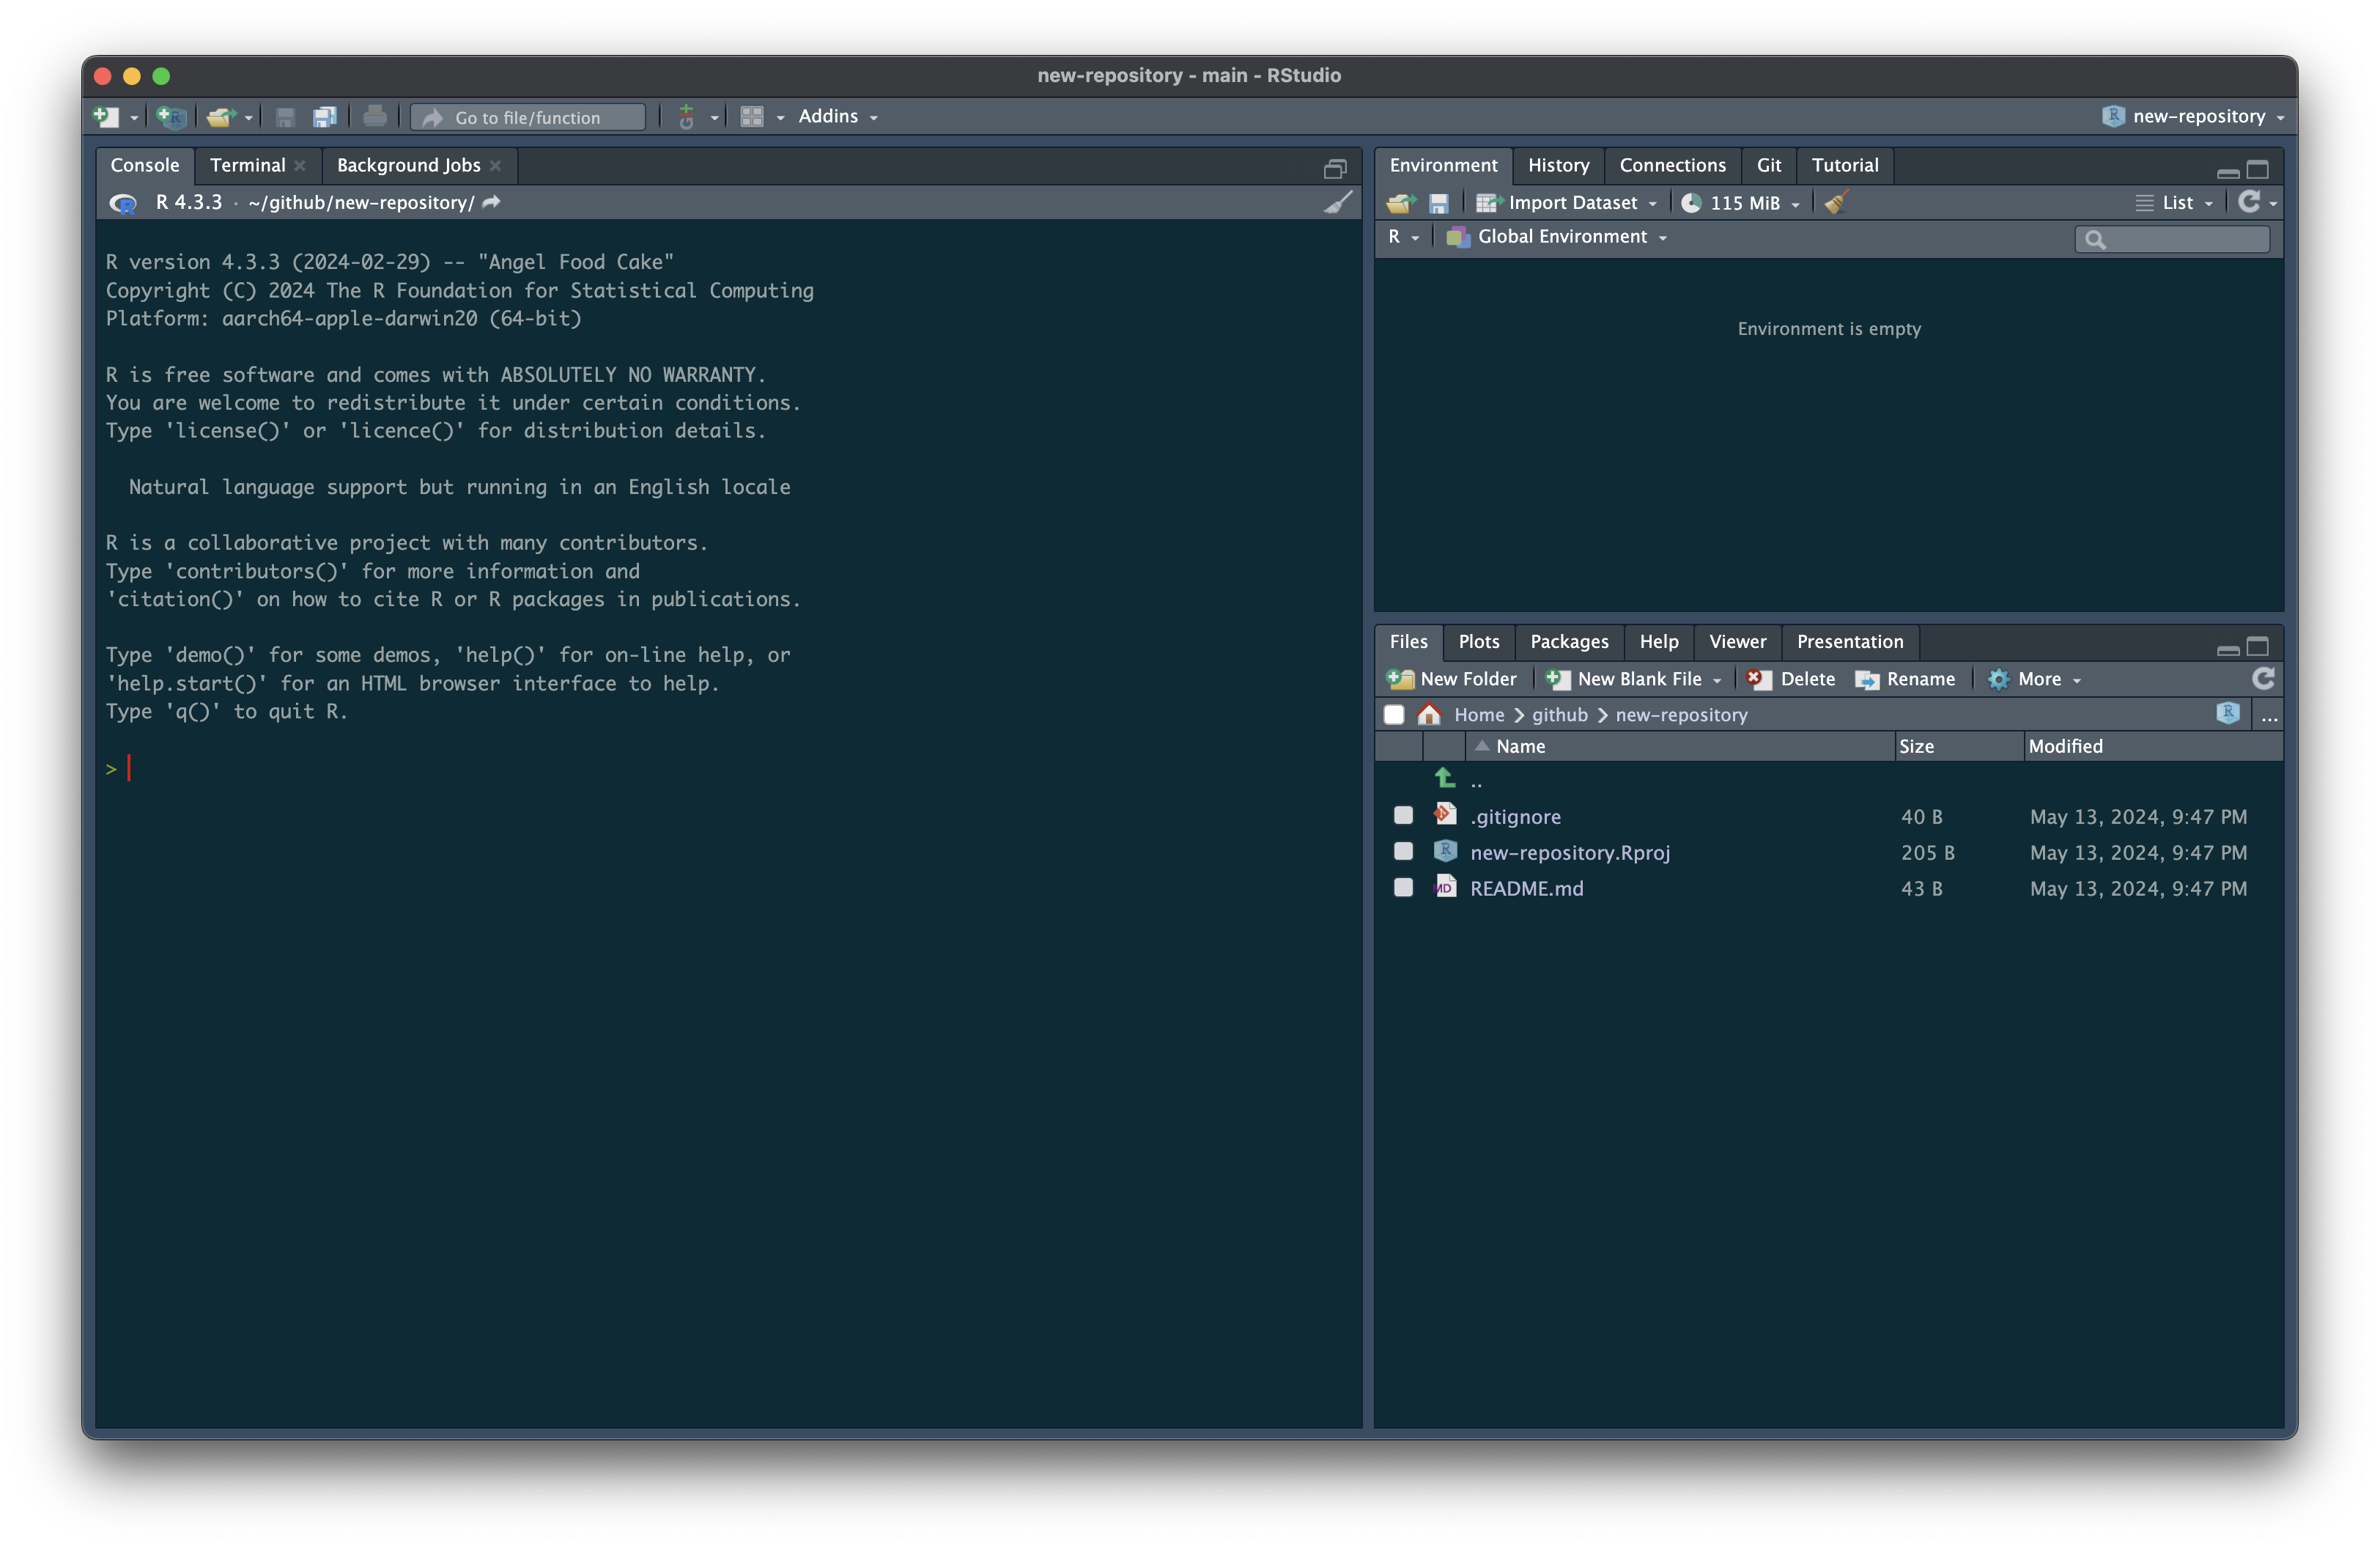 new-repository - main - RStudio
Go to file/function
Addins
new-repository
Console
Terminal
Background Jobs
R 4.3.3 · ~/github/new-repository/
R version 4.3.3 (2024-02-29) -- "Angel Food Cake"
Copyright (C) 2024 The R Foundation for Statistical Computing
Platform: aarch64-apple-darwin20 (64-bit)
R is free software and comes with ABSOLUTELY NO WARRANTY.
You are welcome to redistribute it under certain conditions.
Type 'license()' or 'licence()' for distribution details.
Natural language support but running in an English locale
R is a collaborative project with many contributors.
Type 'contributors()' for more information and
'citation()' on how to cite R or R packages in publications.
Type 'demo()' for some demos, 'help()' for on-line help, or
'help.start()' for an HTML browser interface to help.
Type 'q()' to quit R.
>
Environment
History
Connections
Git
Tutorial
Import Dataset
115 MiB
List
R
Global Environment
Environment is empty
Files
Plots
Packages
Help
Viewer
Presentation
New Folder
New Blank File
Delete
Rename
More
Home
github
new-repository
...
Name
Size
Modified
..
.gitignore 40 B May 13, 2024, 9:47 PM
new-repository.Rproj 205 B May 13, 2024, 9:47 PM
README.md 43 B May 13, 2024, 9:47 PM